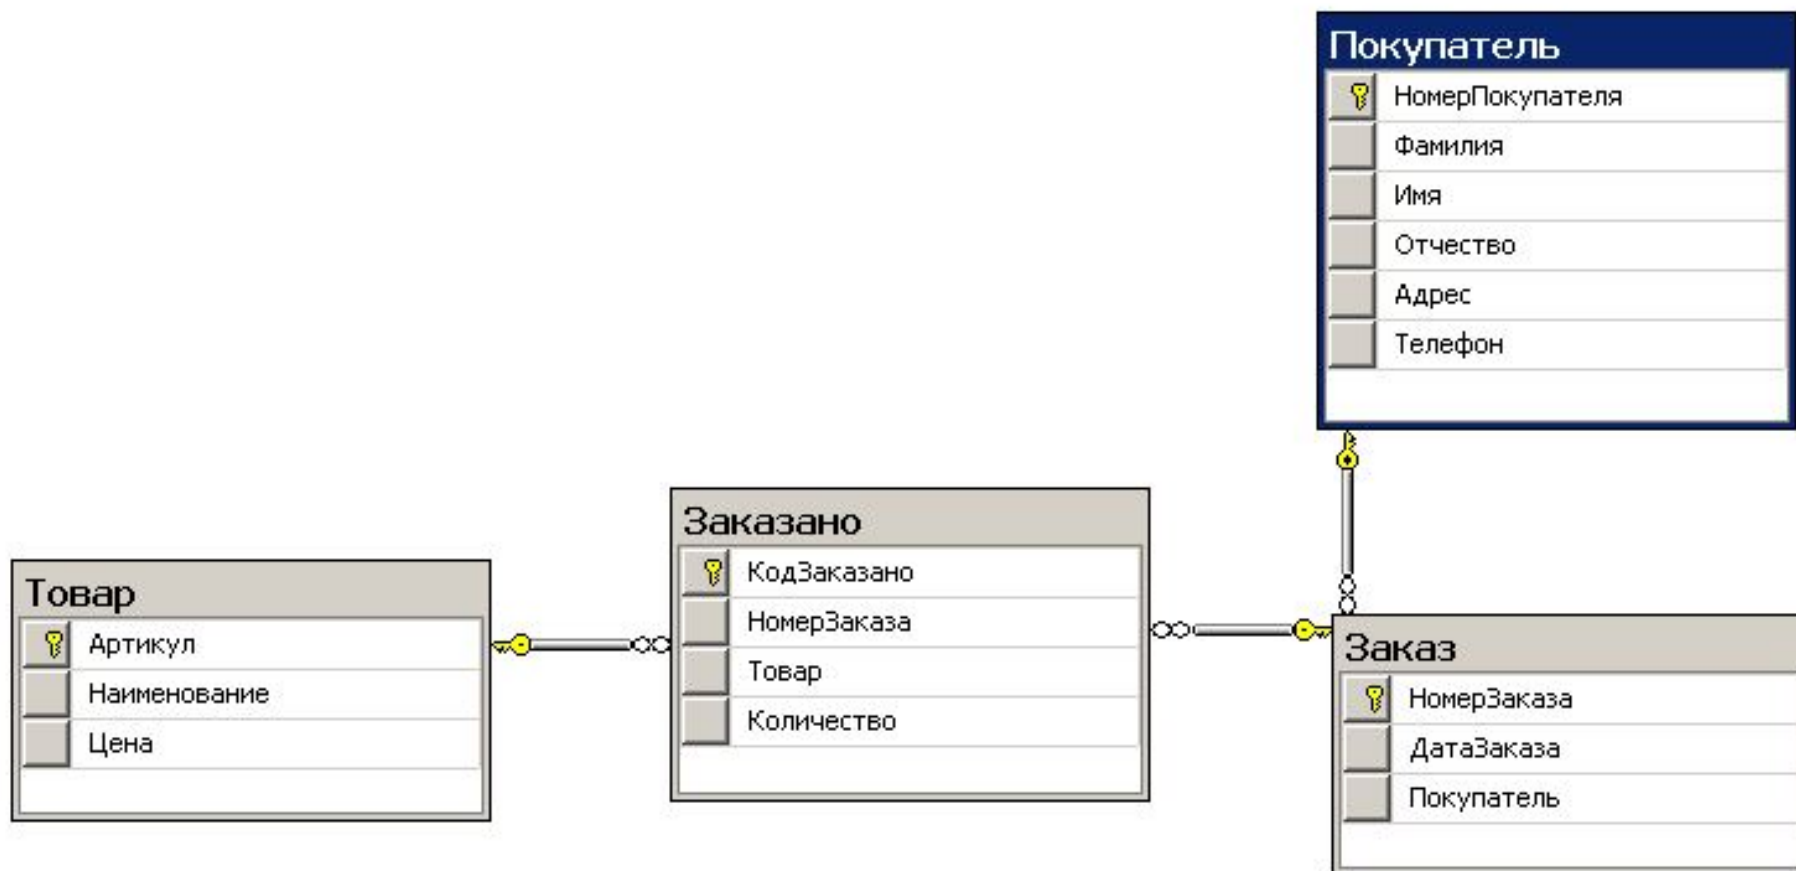 Покупатель
НомерПокупателя
Фамилия
Имя
Отчество
Адрес
Телефон
Заказано
КодЗаказано
НомерЗаказа
Товар
Количество
Товар
Артикул
Наименование
Цена
Заказ
НомерЗаказа
ДатаЗаказа
Покупатель